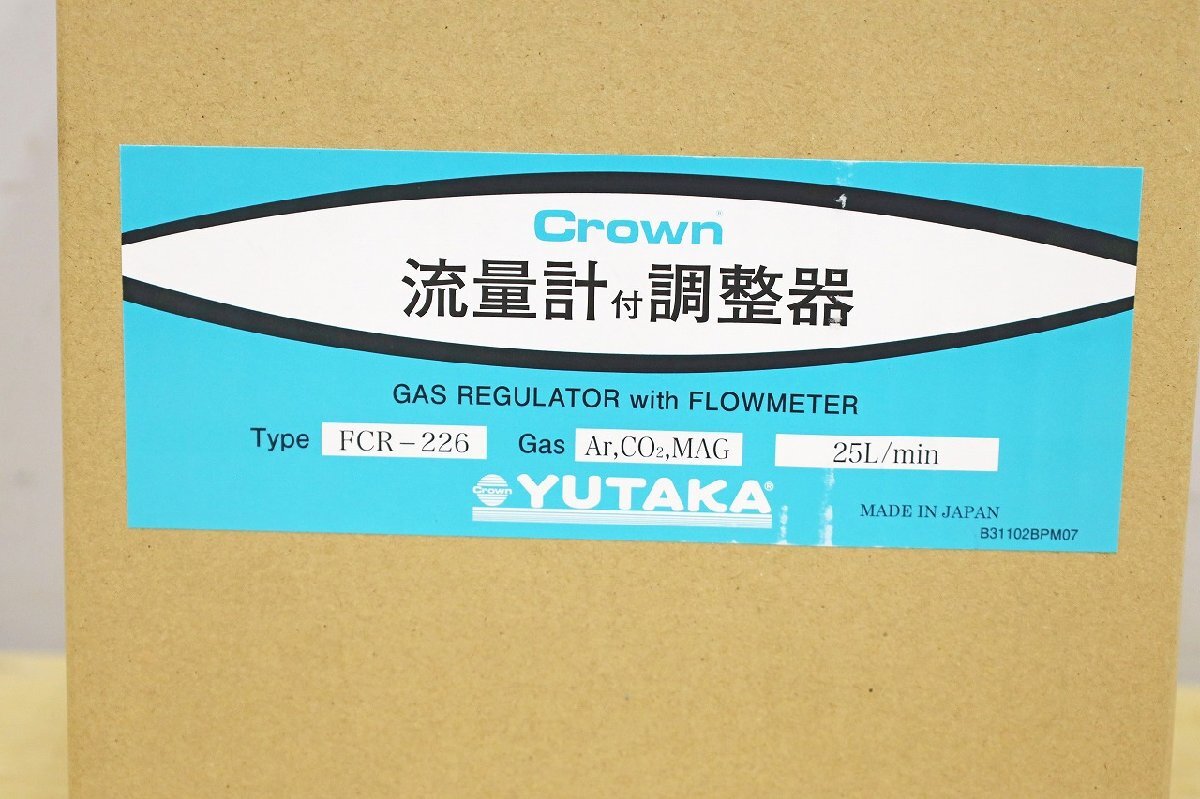 Crown®
流量計付調整器
GAS REGULATOR with FLOWMETER
Type FCR-226 Gas Ar,CO₂,MAG 25L/min
Crown YUTAKA®
MADE IN JAPAN
B31102BPM07